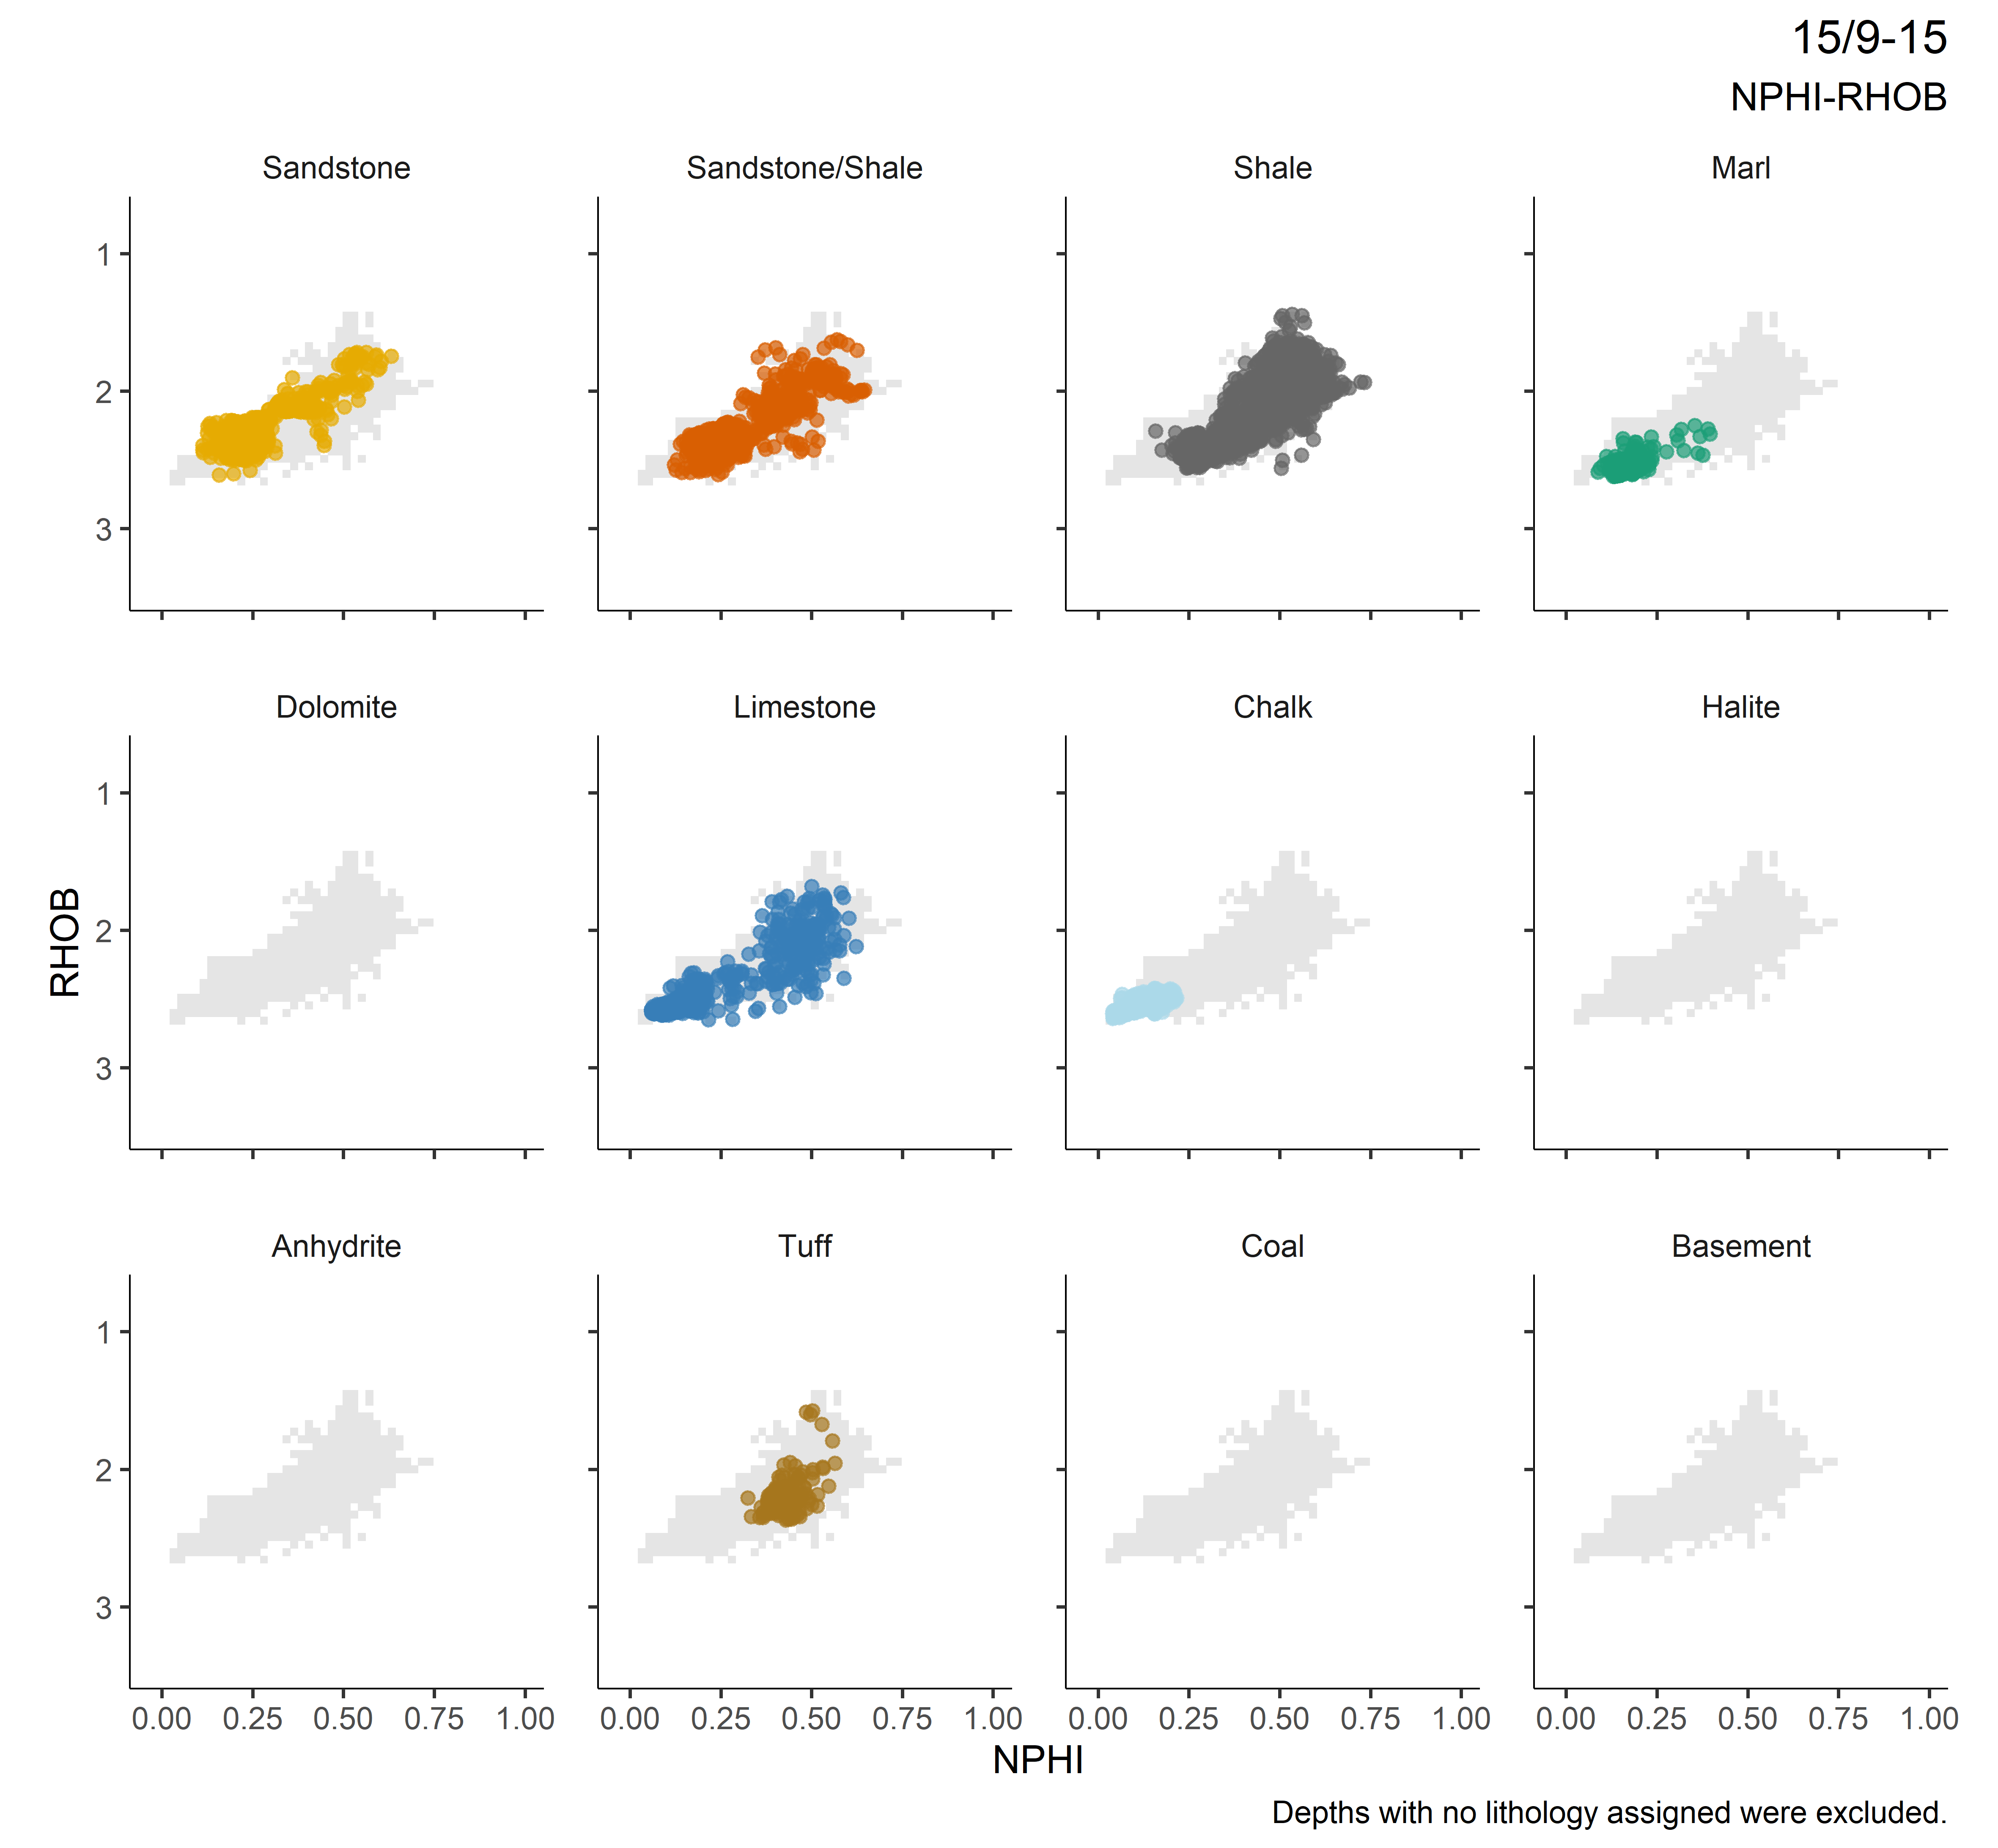 15/9-15
NPHI-RHOB
Sandstone Sandstone/Shale Shale Marl
1
2
3
Dolomite Limestone Chalk Halite
1
2
3
RHOB
Anhydrite Tuff Coal Basement
1
2
3
0.00 0.25 0.50 0.75 1.00 0.00 0.25 0.50 0.75 1.00 0.00 0.25 0.50 0.75 1.00 0.00 0.25 0.50 0.75 1.00
NPHI
Depths with no lithology assigned were excluded.